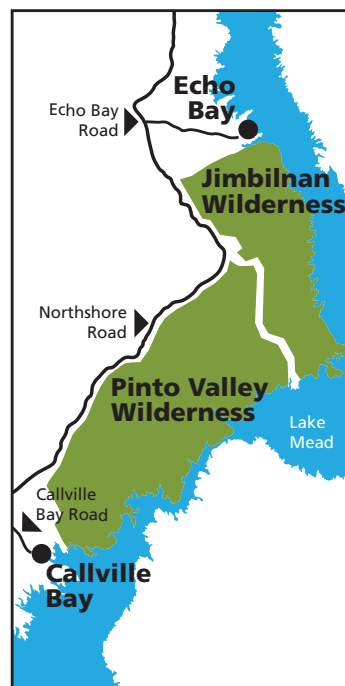 Echo
Bay
Echo Bay
Road
Jimbilnan
Wilderness
Northshore
Road
Pinto Valley
Wilderness
Lake
Mead
Callville
Bay Road
Callville
Bay